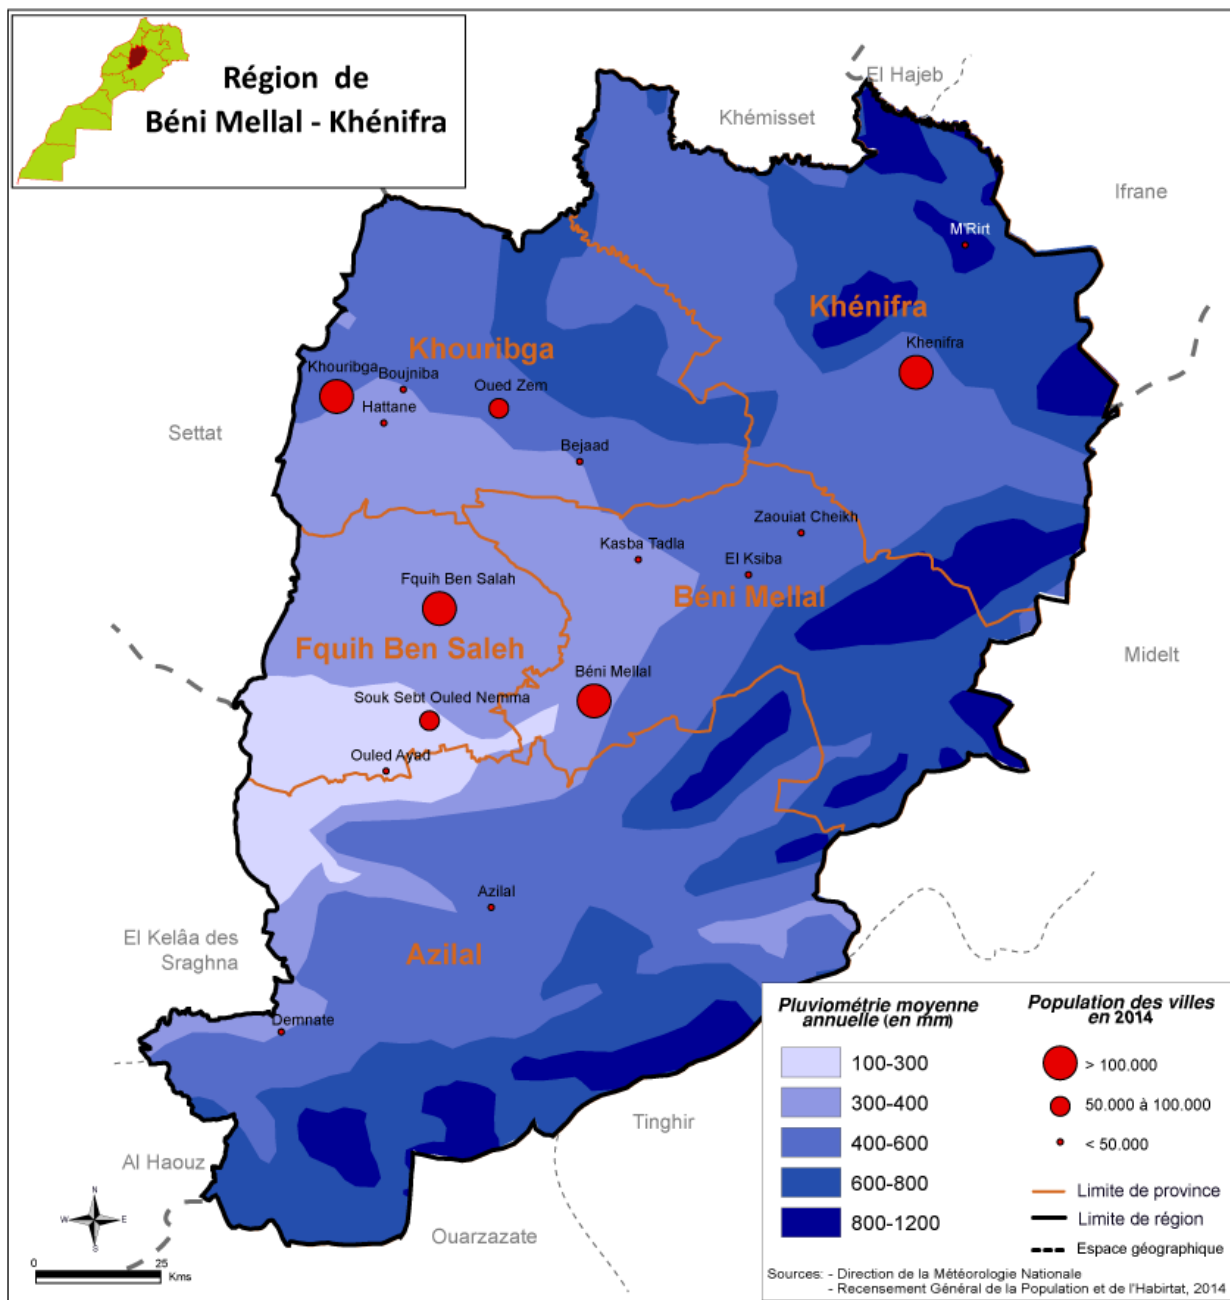 Région de
Béni Mellal - Khénifra
El Hajeb
Khémisset
Ifrane
M'Rirt
Khénifra
Khenifra
Khouribga
Khouribga
Boujniba
Oued Zem
Hattane
Settat
Bejaad
Zaouiat Cheikh
Kasba Tadla
El Ksiba
Fquih Ben Salah
Béni Mellal
Fquih Ben Saleh
Midelt
Béni Mellal
Souk Sebt Ouled Nemma
Ouled Ayad
Azilal
El Kelâa des
Sraghna
Azilal
Demnate
Tinghir
Al Haouz
Ouarzazate
N
W
E
S
0
25
Kms
Pluviométrie moyenne
annuelle (en mm)
100-300
300-400
400-600
600-800
800-1200
Population des villes
en 2014
> 100.000
50.000 à 100.000
< 50.000
Limite de province
Limite de région
Espace géographique
Sources: - Direction de la Météorologie Nationale
- Recensement Général de la Population et de l'Habirtat, 2014